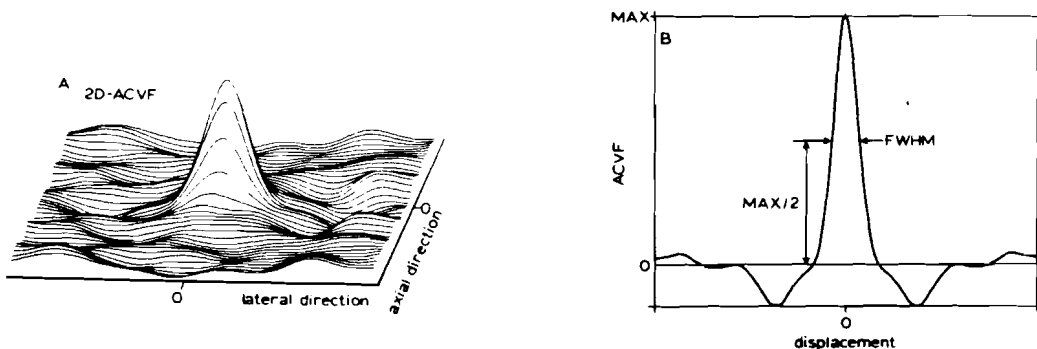 A
2D-ACVF
0
axial direction
0
lateral direction
MAX
B
FWHM
MAX/2
ACVF
0
0
displacement